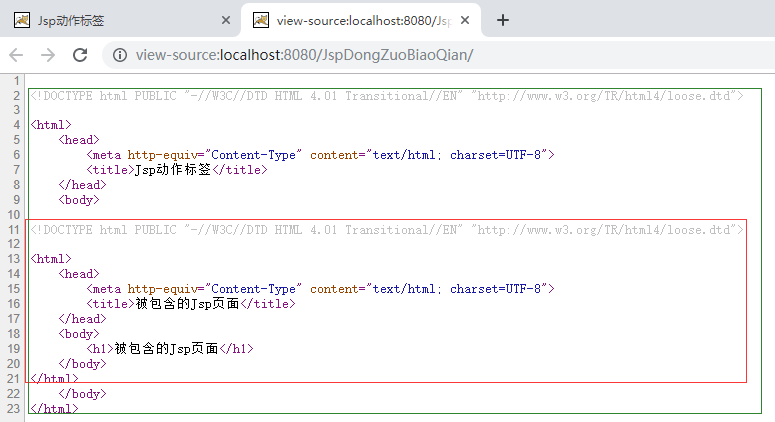 Jsp动作标签
view-source:localhost:8080/Jsp
view-source:localhost:8080/JspDongZuoBiaoQian/
1
2 <!DOCTYPE html PUBLIC "-//W3C//DTD HTML 4.01 Transitional//EN" "http://www.w3.org/TR/html4/loose.dtd">
3
4 <html>
5 <head>
6 <meta http-equiv="Content-Type" content="text/html; charset=UTF-8">
7 <title>Jsp动作标签</title>
8 </head>
9 <body>
10
11 <!DOCTYPE html PUBLIC "-//W3C//DTD HTML 4.01 Transitional//EN" "http://www.w3.org/TR/html4/loose.dtd">
12
13 <html>
14 <head>
15 <meta http-equiv="Content-Type" content="text/html; charset=UTF-8">
16 <title>被包含的Jsp页面</title>
17 </head>
18 <body>
19 <h1>被包含的Jsp页面</h1>
20 </body>
21 </html>
22 </body>
23 </html>